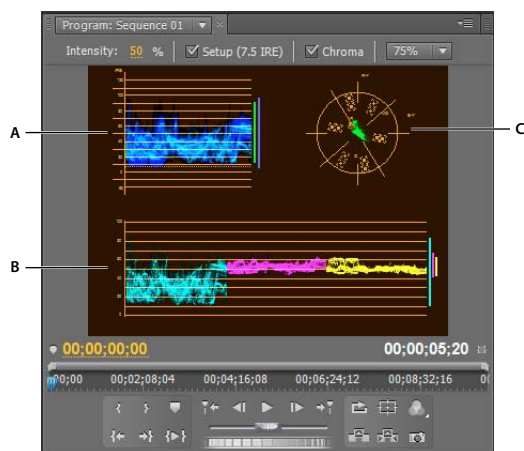 Program: Sequence 01
Intensity: 50 % Setup (7.5 IRE) Chroma 75%
A
C
B
00;00;00;00 00;00;05;20
00;00 00;02;08;04 00;04;16;08 00;06;24;12 00;08;32;16 00